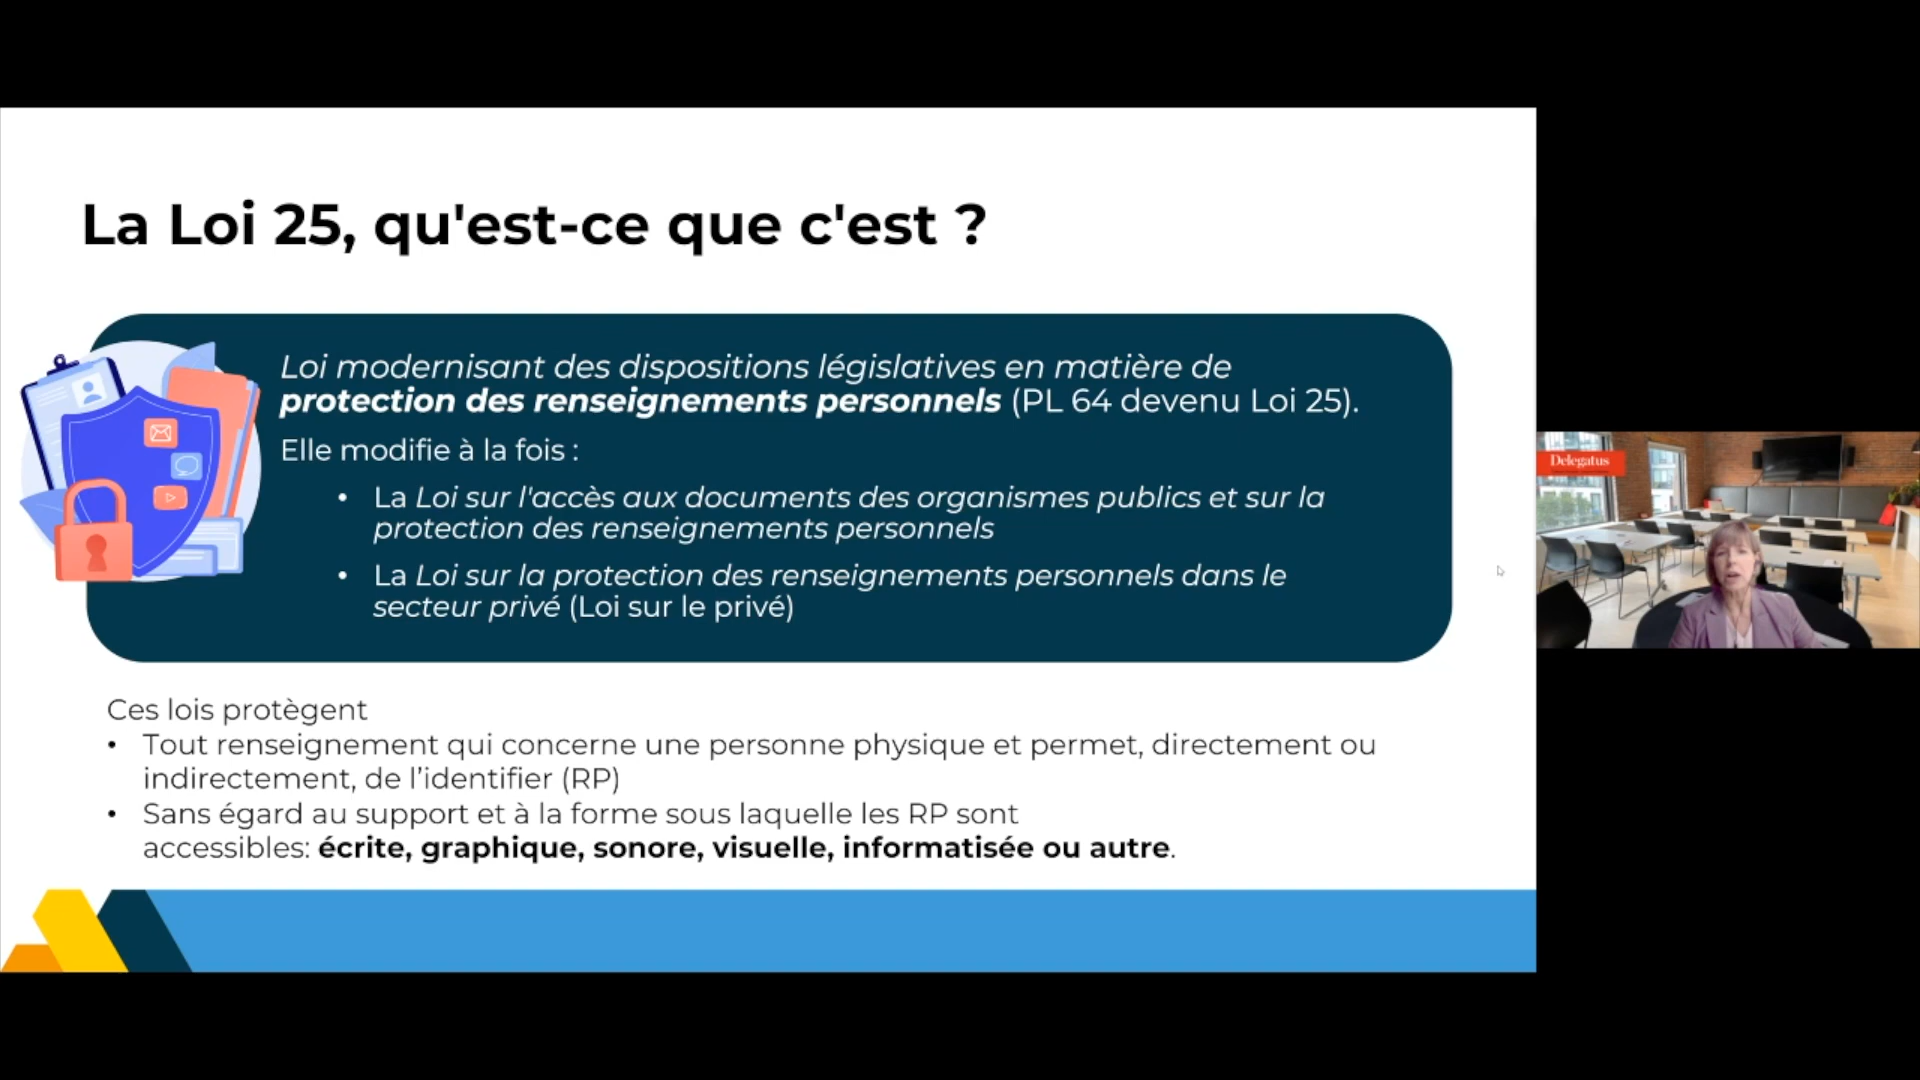 La Loi 25, qu'est-ce que c'est ?
Loi modernisant des dispositions législatives en matière de
protection des renseignements personnels (PL 64 devenu Loi 25).
Elle modifie à la fois :
• La Loi sur l'accès aux documents des organismes publics et sur la
protection des renseignements personnels
• La Loi sur la protection des renseignements personnels dans le
secteur privé (Loi sur le privé)
Ces lois protègent
• Tout renseignement qui concerne une personne physique et permet, directement ou
indirectement, de l’identifier (RP)
• Sans égard au support et à la forme sous laquelle les RP sont
accessibles: écrite, graphique, sonore, visuelle, informatisée ou autre.
Delegatus